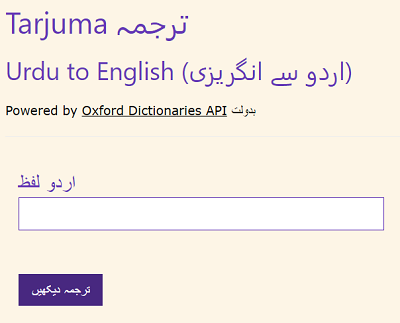 Tarjuma ترجمہ
Urdu to English (اردو سے انگریزی)
Powered by Oxford Dictionaries API بدولت
اردو لفظ
ترجمہ دیکھیں